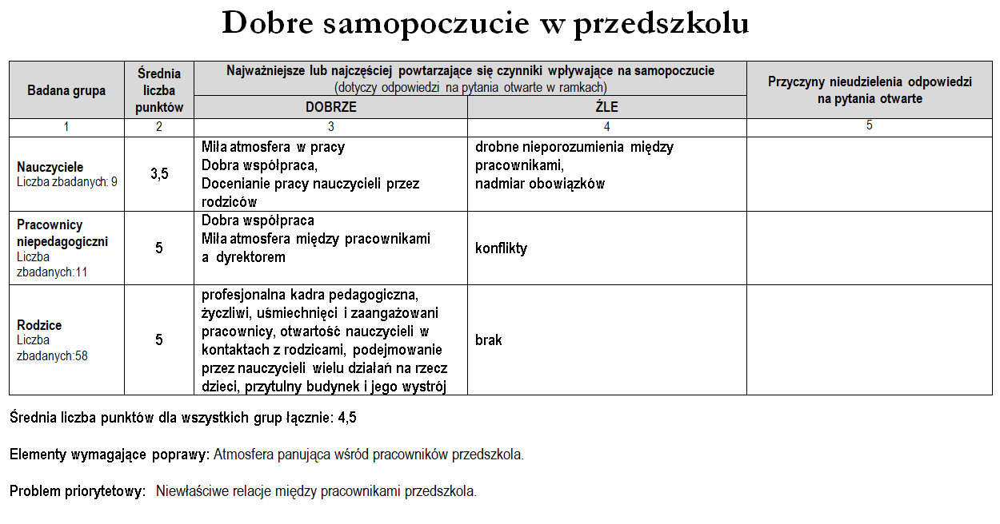 Dobre samopoczucie w przedszkolu
Badana grupa
Średnia
liczba
punktów
Najważniejsze lub najczęściej powtarzające się czynniki wpływające na samopoczucie
(dotyczy odpowiedzi na pytania otwarte w ramkach)
DOBRZE
ŹLE
Przyczyny nieudzielenia odpowiedzi
na pytania otwarte
1
2
3
4
5
Nauczyciele
Liczba zbadanych: 9
3,5
Miła atmosfera w pracy
Dobra współpraca,
Docenianie pracy nauczycieli przez
rodziców
drobne nieporozumienia między
pracownikami,
nadmiar obowiązków
Pracownicy
niepedagogiczni
Liczba
zbadanych:11
5
Dobra współpraca
Miła atmosfera między pracownikami
a dyrektorem
konflikty
Rodzice
Liczba
zbadanych:58
5
profesjonalna kadra pedagogiczna,
życzliwi, uśmiechnięci i zaangażowani
pracownicy, otwartość nauczycieli w
kontaktach z rodzicami, podejmowanie
przez nauczycieli wielu działań na rzecz
dzieci, przytulny budynek i jego wystrój
brak
Średnia liczba punktów dla wszystkich grup łącznie: 4,5
Elementy wymagające poprawy: Atmosfera panująca wśród pracowników przedszkola.
Problem priorytetowy: Niewłaściwe relacje między pracownikami przedszkola.